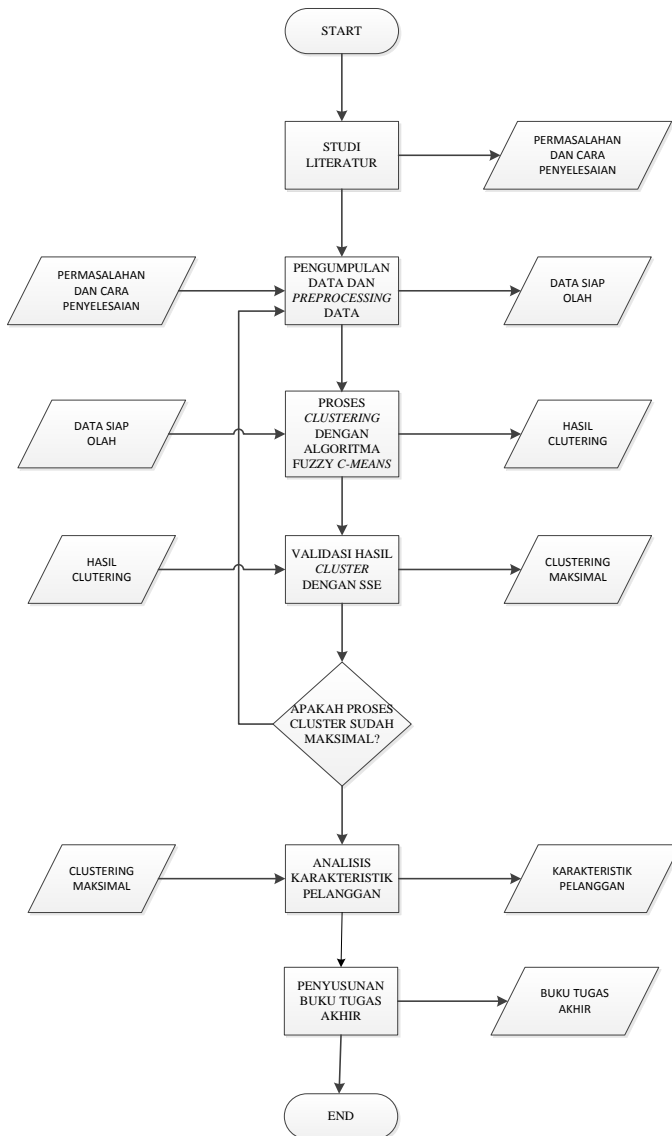 START
STUDI
LITERATUR
PERMASALAHAN
DAN CARA
PENYELESAIAN
PERMASALAHAN
DAN CARA
PENYELESAIAN
PENGUMPULAN
DATA DAN
PREPROCESSING
DATA
DATA SIAP
OLAH
DATA SIAP
OLAH
PROSES
CLUSTERING
DENGAN
ALGORITMA
FUZZY C-MEANS
HASIL
CLUTERING
HASIL
CLUTERING
VALIDASI HASIL
CLUSTER
DENGAN SSE
CLUSTERING
MAKSIMAL
APAKAH PROSES
CLUSTER SUDAH
MAKSIMAL?
CLUSTERING
MAKSIMAL
ANALISIS
KARAKTERISTIK
PELANGGAN
KARAKTERISTIK
PELANGGAN
PENYUSUNAN
BUKU TUGAS
AKHIR
BUKU TUGAS
AKHIR
END